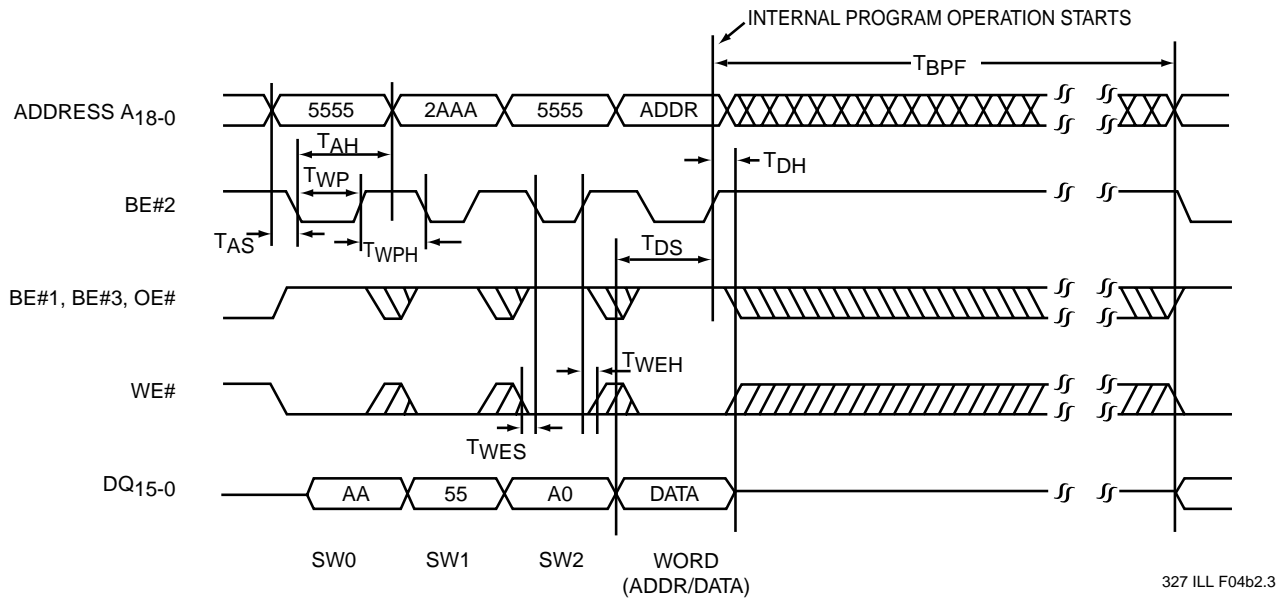 INTERNAL PROGRAM OPERATION STARTS
TBPF
ADDRESS A18-0
5555
2AAA
5555
ADDR
TAH
TDH
TWP
BE#2
TAS
TWPH
TDS
BE#1, BE#3, OE#
TWEH
WE#
TWES
DQ15-0
AA
55
A0
DATA
SW0
SW1
SW2
WORD
(ADDR/DATA)
327 ILL F04b2.3